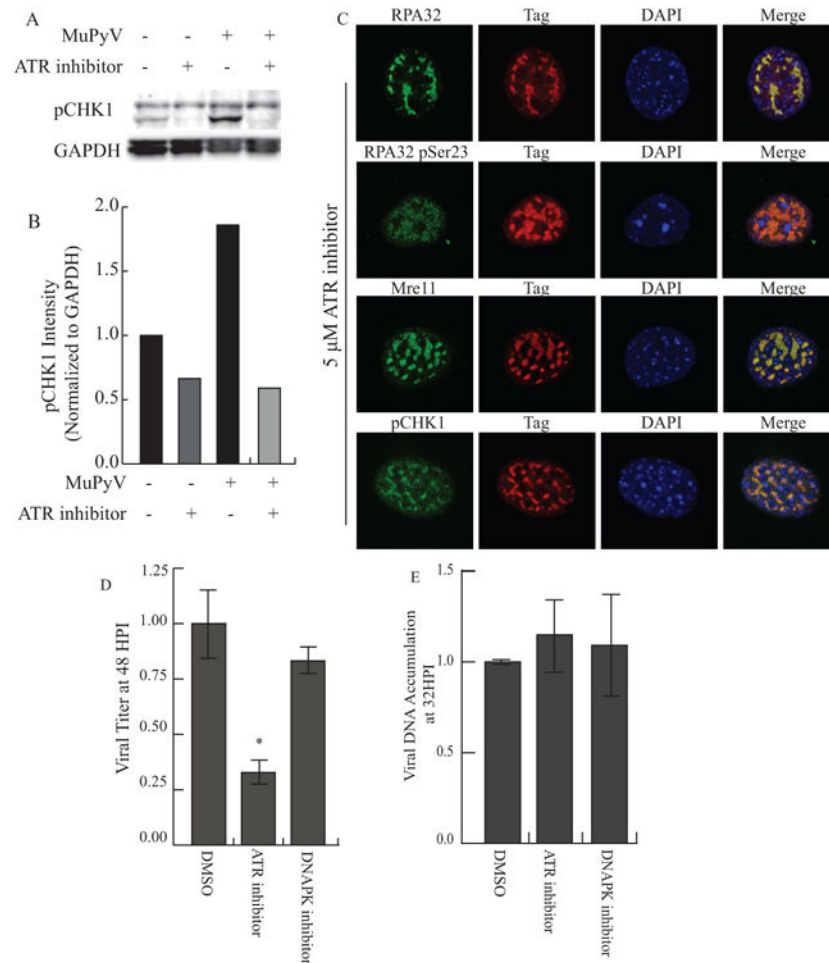 A
MuPyV - - + +
ATR inhibitor - + - +
pCHK1
GAPDH
B
pCHK1 Intensity
(Normalized to GAPDH)
2.0
1.5
1.0
0.5
0.0
MuPyV - - + +
ATR inhibitor - + - +
C
5 μM ATR inhibitor
RPA32 Tag DAPI Merge
RPA32 pSer23 Tag DAPI Merge
Mre11 Tag DAPI Merge
pCHK1 Tag DAPI Merge
D
Viral Titer at 48 HPI
1.25
1.00
0.75
0.50
0.25
0.00
*
DMSO
ATR inhibitor
DNAPK inhibitor
E
Viral DNA Accumulation
at 32HPI
1.5
1.0
0.5
0.0
DMSO
ATR inhibitor
DNAPK inhibitor